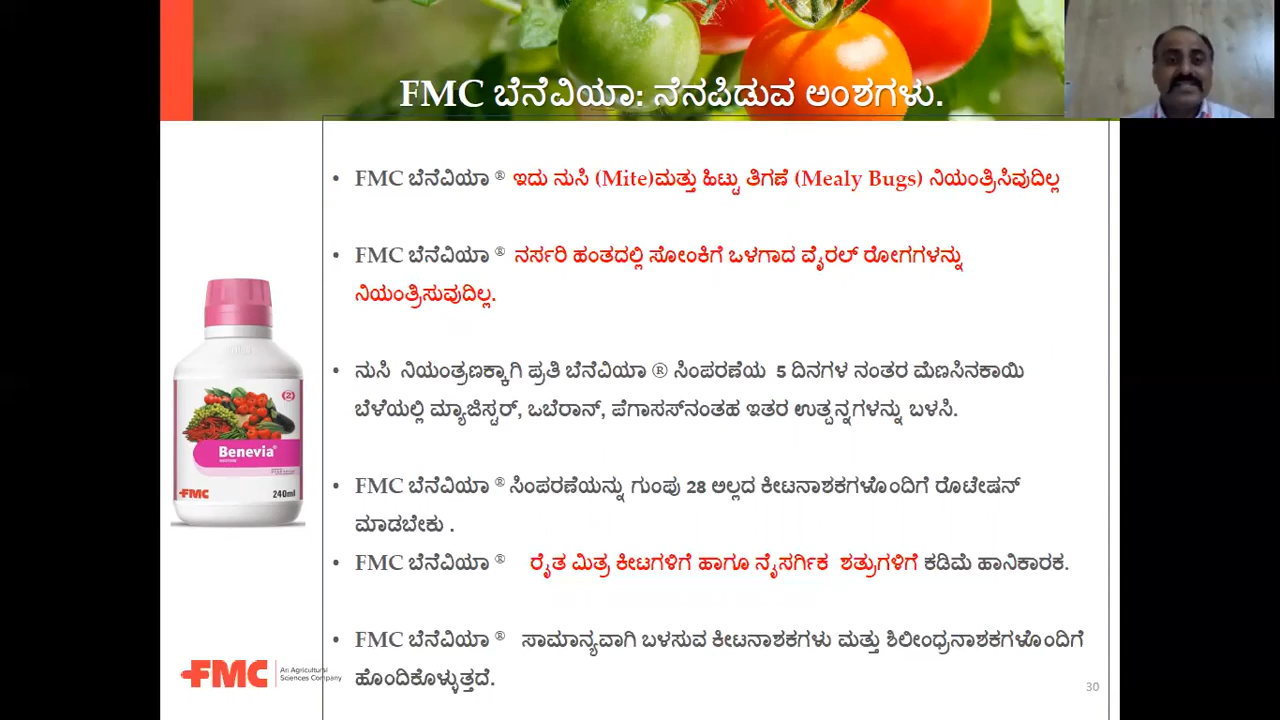 FMC ಬೆನೆವಿಯಾ: ನೆನಪಿಡುವ ಅಂಶಗಳು.
• FMC ಬೆನೆವಿಯಾ ® ಇದು ನುಸಿ (Mite)ಮತ್ತು ಹಿಟ್ಟು ತಿಗಣೆ (Mealy Bugs) ನಿಯಂತ್ರಿಸಿವುದಿಲ್ಲ
• FMC ಬೆನೆವಿಯಾ ® ನರ್ಸರಿ ಹಂತದಲ್ಲಿ ಸೋಂಕಿಗೆ ಒಳಗಾದ ವೈರಲ್ ರೋಗಗಳನ್ನು
ನಿಯಂತ್ರಿಸುವುದಿಲ್ಲ.
• ನುಸಿ ನಿಯಂತ್ರಣಕ್ಕಾಗಿ ಪ್ರತಿ ಬೆನೆವಿಯಾ ® ಸಿಂಪರಣೆಯ 5 ದಿನಗಳ ನಂತರ ಮೆಣಸಿನಕಾಯಿ
ಬೆಳೆಯಲ್ಲಿ ಮ್ಯಾಜಿಸ್ಟರ್, ಒಬೆರಾನ್, ಪೆಗಾಸಸ್‌ನಂತಹ ಇತರ ಉತ್ಪನ್ನಗಳನ್ನು ಬಳಸಿ.
• FMC ಬೆನೆವಿಯಾ ® ಸಿಂಪರಣೆಯನ್ನು ಗುಂಪು 28 ಅಲ್ಲದ ಕೀಟನಾಶಕಗಳೊಂದಿಗೆ ರೊಟೇಷನ್
ಮಾಡಬೇಕು .
• FMC ಬೆನೆವಿಯಾ ® ರೈತ ಮಿತ್ರ ಕೀಟಗಳಿಗೆ ಹಾಗೂ ನೈಸರ್ಗಿಕ ಶತ್ರುಗಳಿಗೆ ಕಡಿಮೆ ಹಾನಿಕಾರಕ.
• FMC ಬೆನೆವಿಯಾ ® ಸಾಮಾನ್ಯವಾಗಿ ಬಳಸುವ ಕೀಟನಾಶಕಗಳು ಮತ್ತು ಶಿಲೀಂಧ್ರನಾಶಕಗಳೊಂದಿಗೆ
ಹೊಂದಿಕೊಳ್ಳುತ್ತದೆ.
Benevia®
FMC
240ml
FMC
An Agricultural
Sciences Company
30